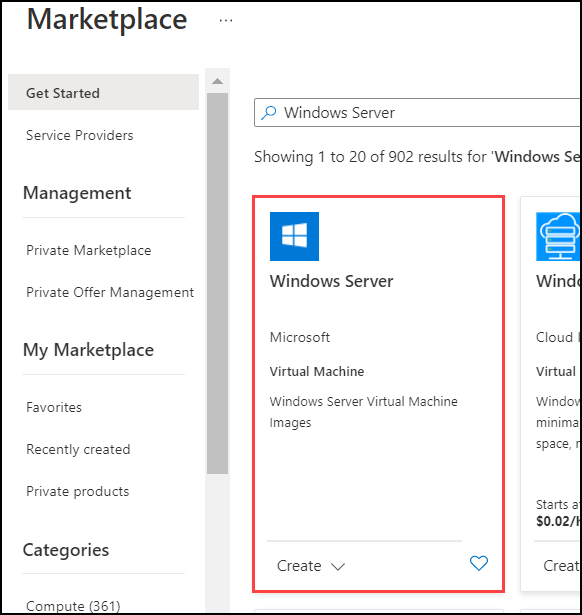 Marketplace ...
Get Started
Service Providers
Management
Private Marketplace
Private Offer Management
My Marketplace
Favorites
Recently created
Private products
Categories
Compute (361)
Windows Server
Showing 1 to 20 of 902 results for 'Windows Se
Windows Server
Microsoft
Virtual Machine
Windows Server Virtual Machine
Images
Create
Wind
Cloud
Virtual
Window
minima
space, r
Starts a
$0.02/
Creat